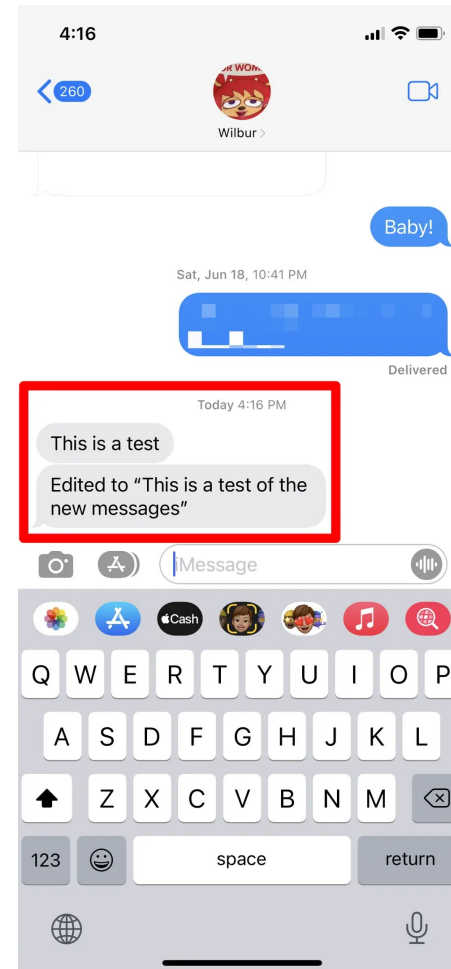 4:16
260
R WOM
Wilbur >
Baby!
Sat, Jun 18, 10:41 PM
Delivered
Today 4:16 PM
This is a test
Edited to “This is a test of the
new messages”
iMessage
Cash
Q W E R T Y U I O P
A S D F G H J K L
Z X C V B N M
123 space return